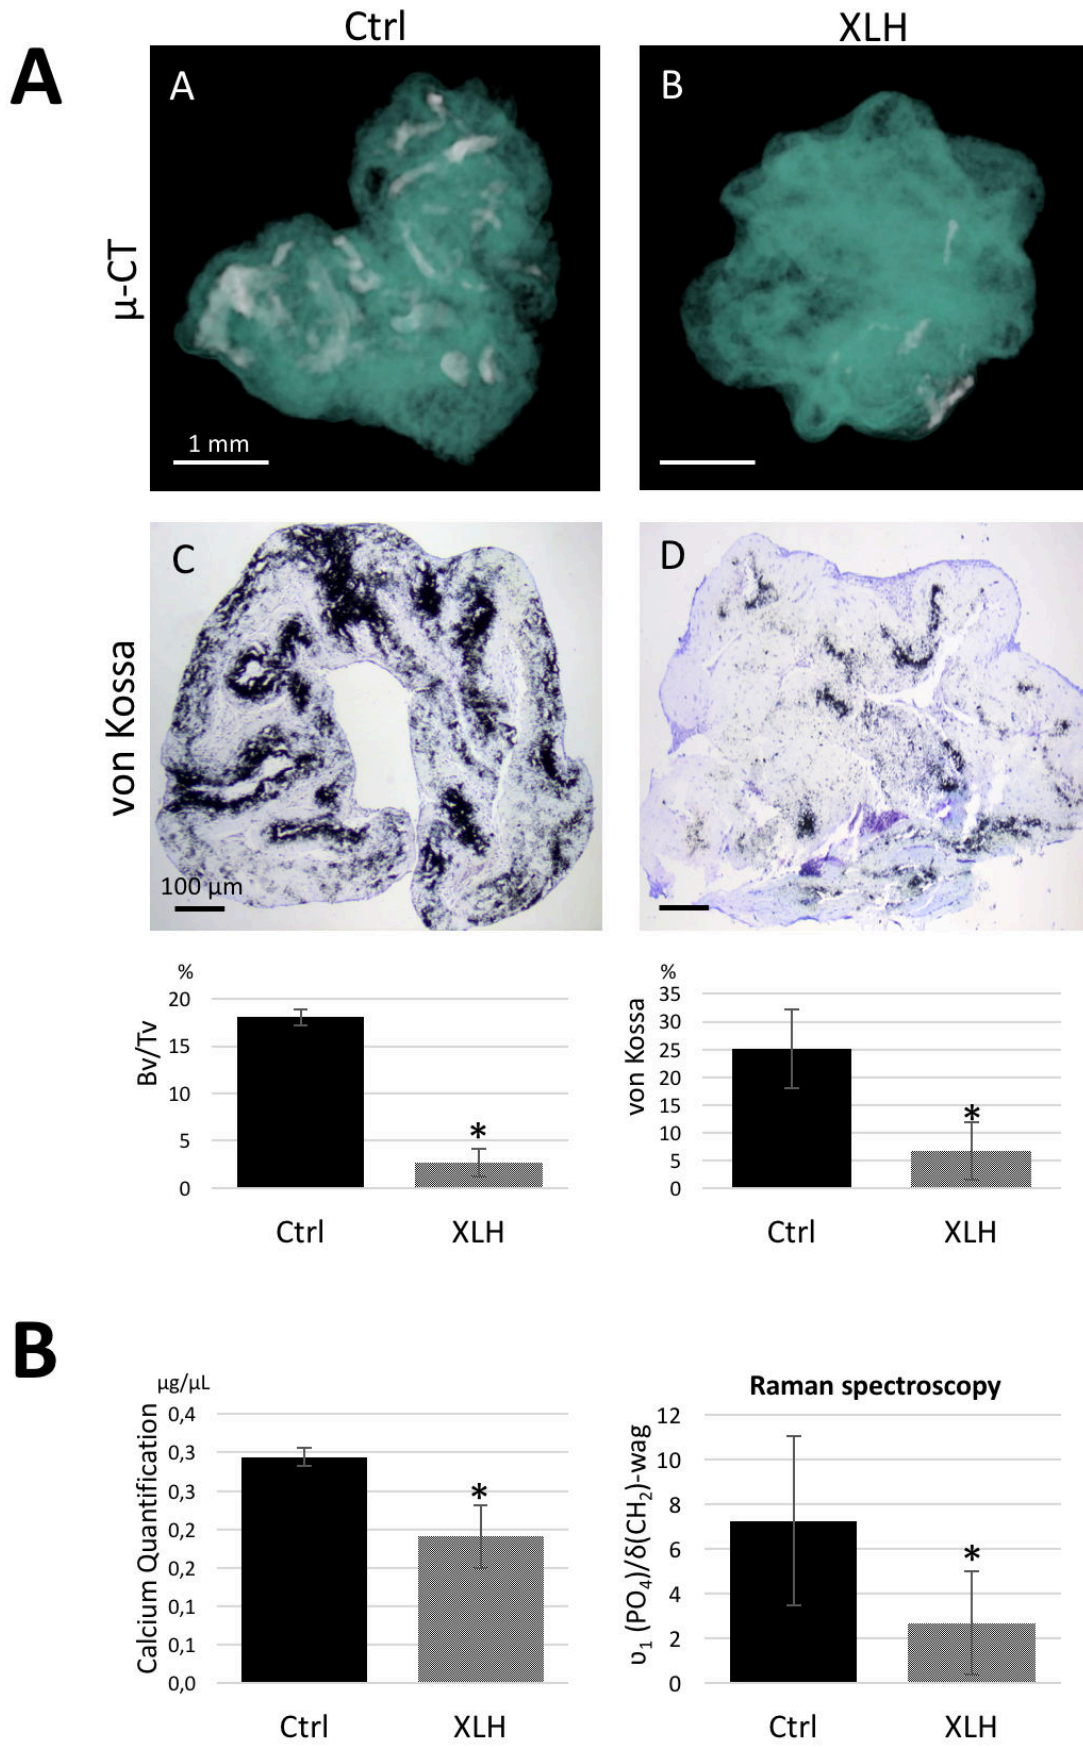 Ctrl
XLH
A
A
B
μ-CT
1 mm
C
D
von Kossa
100 μm
%
20
15
10
5
0
Bv/Tv
*
Ctrl
XLH
%
35
30
25
20
15
10
5
0
von Kossa
*
Ctrl
XLH
B
μg/μL
0,4
0,3
0,3
0,2
0,2
0,1
0,1
0,0
Calcium Quantification
*
Ctrl
XLH
Raman spectroscopy
12
10
8
6
4
2
0
υ₁ (PO₄)/δ(CH₂)-wag
*
Ctrl
XLH